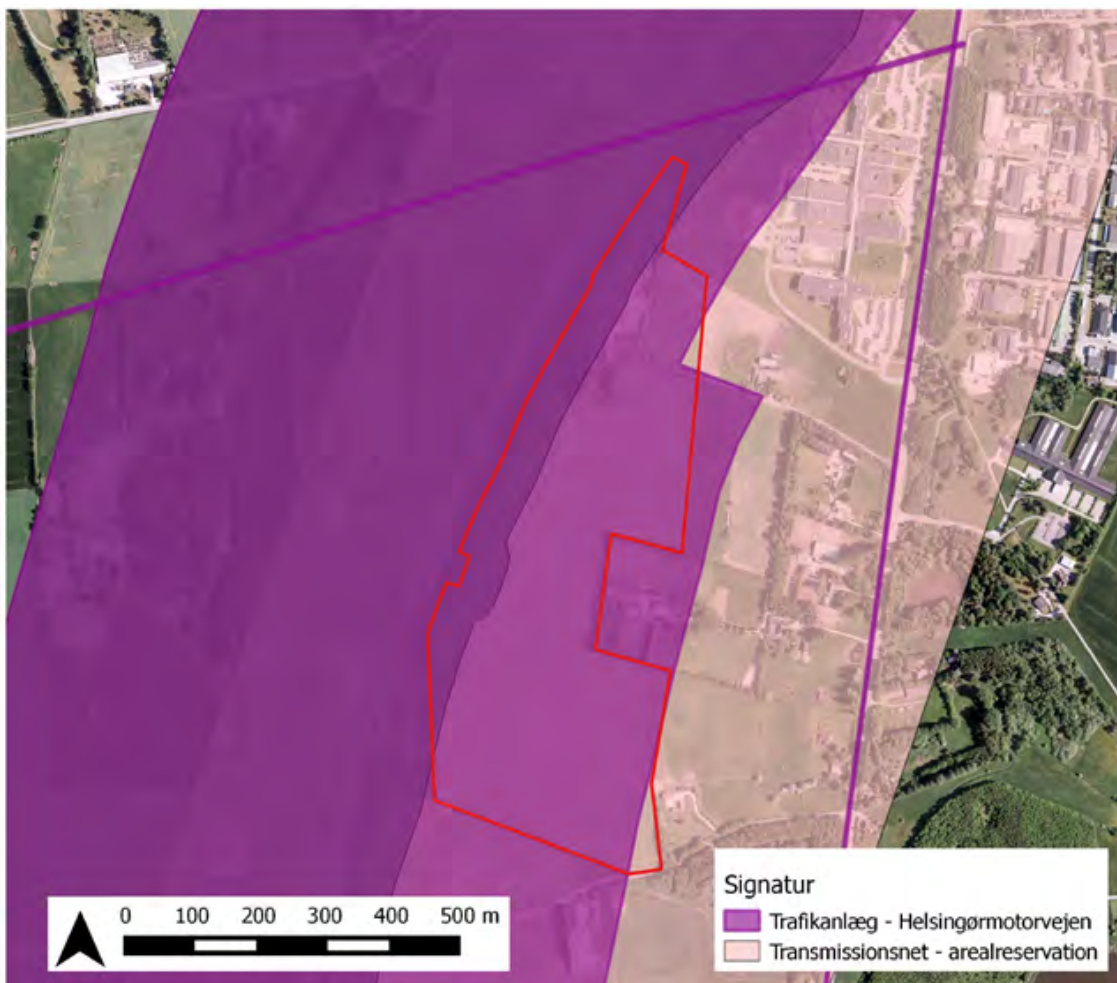 Signatur
Trafikanlæg - Helsingørmotorvejen
Transmissionsnet - arealreservation
0 100 200 300 400 500 m